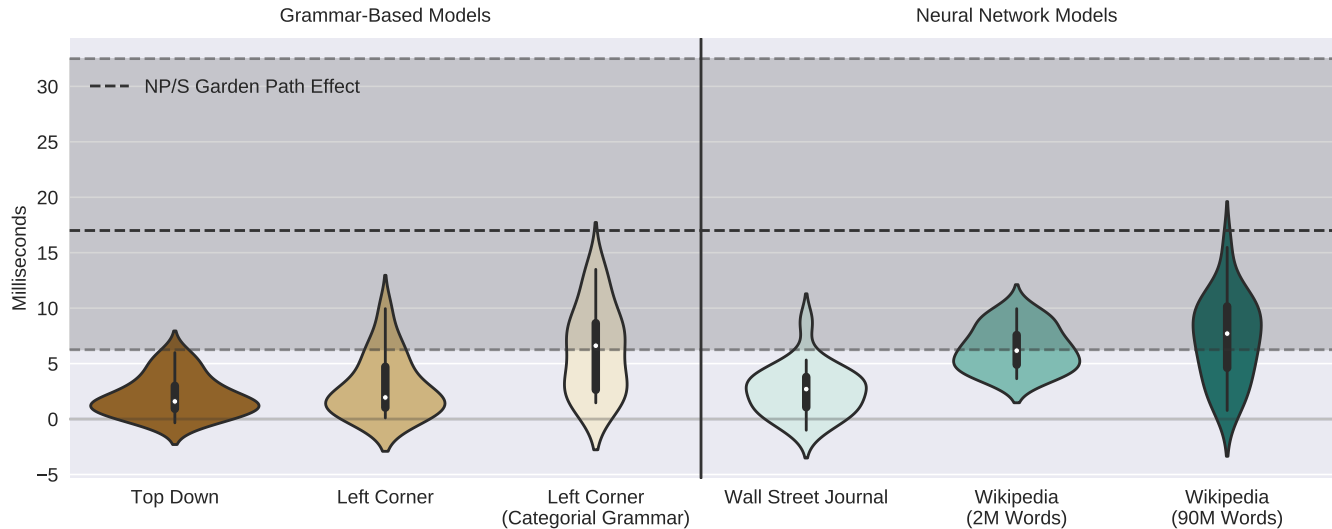 Grammar-Based Models
Neural Network Models
NP/S Garden Path Effect
Milliseconds
30
25
20
15
10
5
0
−5
Top Down
Left Corner
Left Corner
(Categorial Grammar)
Wall Street Journal
Wikipedia
(2M Words)
Wikipedia
(90M Words)